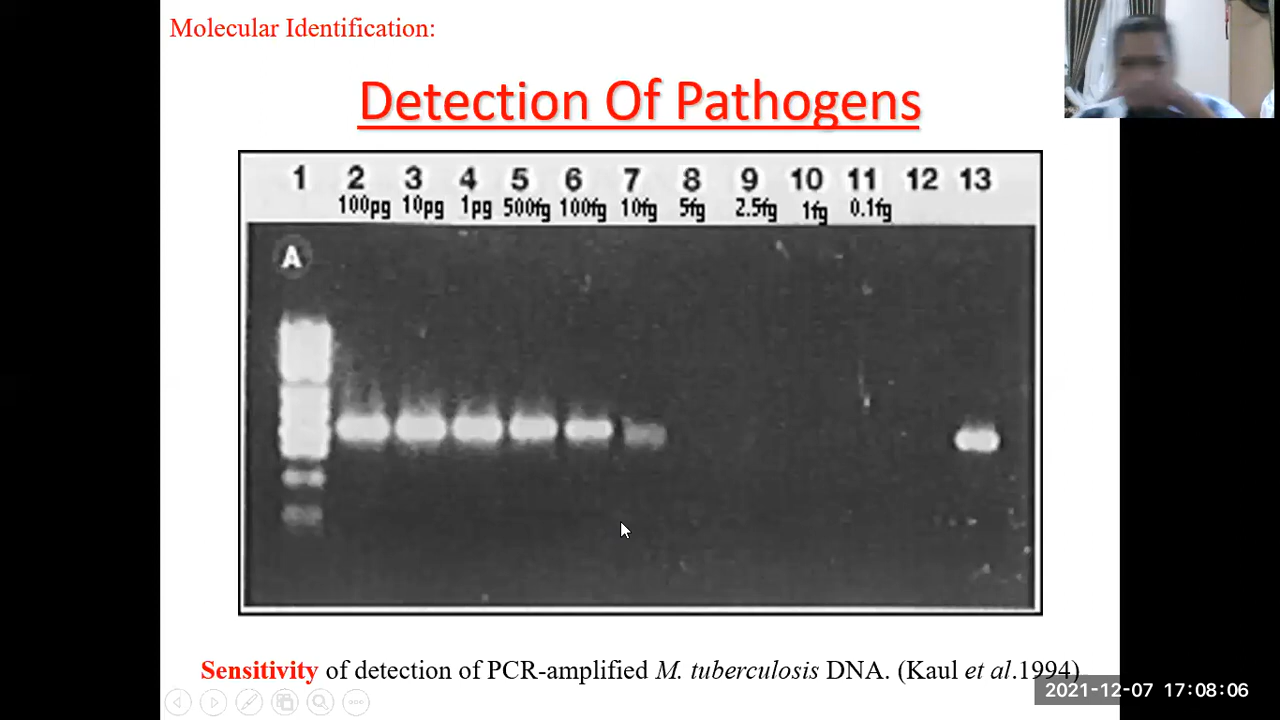 Molecular Identification:
Detection Of Pathogens
1 2 3 4 5 6 7 8 9 10 11 12 13
100pg 10pg 1pg 500fg 100fg 10fg 5fg 2.5fg 1fg 0.1fg
A
Sensitivity of detection of PCR-amplified M. tuberculosis DNA. (Kaul et al.1994)
2021-12-07 17:08:06